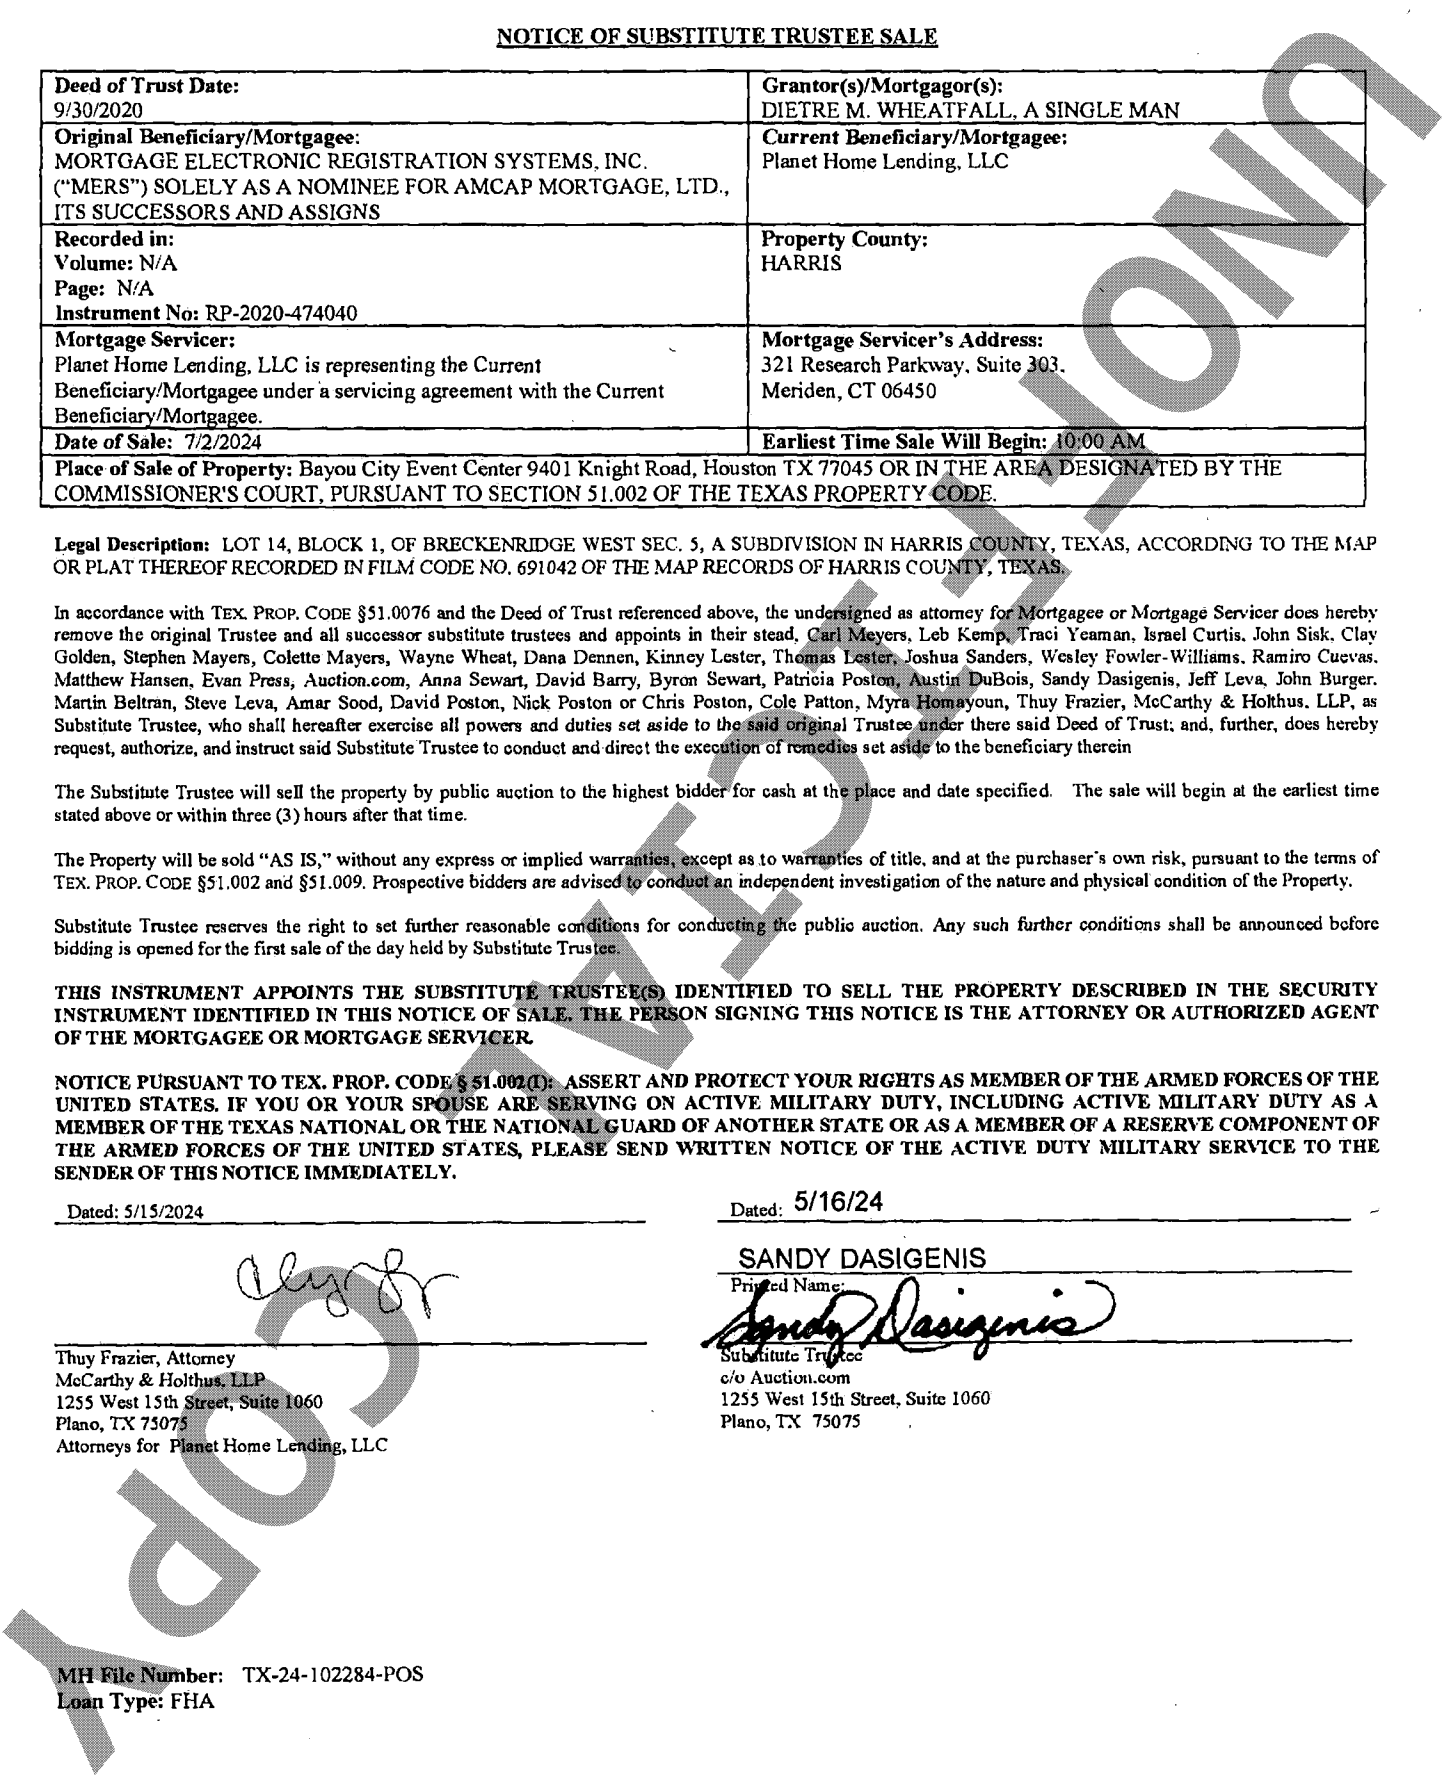 NOTICE OF SUBSTITUTE TRUSTEE SALE
Deed of Trust Date:
9/30/2020
Grantor(s)/Mortgagor(s):
DIETRE M. WHEATFALL, A SINGLE MAN
Original Beneficiary/Mortgagee:
MORTGAGE ELECTRONIC REGISTRATION SYSTEMS, INC.
("MERS") SOLELY AS A NOMINEE FOR AMCAP MORTGAGE, LTD.,
ITS SUCCESSORS AND ASSIGNS
Current Beneficiary/Mortgagee:
Planet Home Lending, LLC
Recorded in:
Volume: N/A
Page: N/A
Instrument No: RP-2020-474040
Property County:
HARRIS
Mortgage Servicer:
Planet Home Lending, LLC is representing the Current
Beneficiary/Mortgagee under a servicing agreement with the Current
Beneficiary/Mortgagee.
Mortgage Servicer's Address:
321 Research Parkway, Suite 303,
Meriden, CT 06450
Date of Sale: 7/2/2024
Earliest Time Sale Will Begin: 10:00 AM
Place of Sale of Property: Bayou City Event Center 9401 Knight Road, Houston TX 77045 OR IN THE AREA DESIGNATED BY THE
COMMISSIONER'S COURT, PURSUANT TO SECTION 51.002 OF THE TEXAS PROPERTY CODE.
Legal Description: LOT 14, BLOCK 1, OF BRECKENRIDGE WEST SEC. 5, A SUBDIVISION IN HARRIS COUNTY, TEXAS, ACCORDING TO THE MAP
OR PLAT THEREOF RECORDED IN FILM CODE NO. 691042 OF THE MAP RECORDS OF HARRIS COUNTY, TEXAS.
In accordance with TEX. PROP. CODE §51.0076 and the Deed of Trust referenced above, the undersigned as attorney for Mortgagee or Mortgage Servicer does hereby
remove the original Trustee and all successor substitute trustees and appoints in their stead, Carl Meyers, Leb Kemp, Traci Yeaman, Israel Curtis, John Sisk, Clay
Golden, Stephen Mayers, Colette Mayers, Wayne Wheat, Dana Dennen, Kinney Lester, Thomas Lester, Joshua Sanders, Wesley Fowler-Williams, Ramiro Cuevas,
Matthew Hansen, Evan Press, Auction.com, Anna Sewart, David Barry, Byron Sewart, Patricia Poston, Austin DuBois, Sandy Dasigenis, Jeff Leva, John Burger,
Martin Beltran, Steve Leva, Amar Sood, David Poston, Nick Poston or Chris Poston, Cole Patton, Myra Homayoun, Thuy Frazier, McCarthy & Holthus, LLP, as
Substitute Trustee, who shall hereafter exercise all powers and duties set aside to the said original Trustee under there said Deed of Trust; and, further, does hereby
request, authorize, and instruct said Substitute Trustee to conduct and direct the execution of remedies set aside to the beneficiary therein
The Substitute Trustee will sell the property by public auction to the highest bidder for cash at the place and date specified. The sale will begin at the earliest time
stated above or within three (3) hours after that time.
The Property will be sold "AS IS," without any express or implied warranties, except as to warranties of title, and at the purchaser's own risk, pursuant to the terms of
TEX. PROP. CODE §51.002 and §51.009. Prospective bidders are advised to conduct an independent investigation of the nature and physical condition of the Property.
Substitute Trustee reserves the right to set further reasonable conditions for conducting the public auction. Any such further conditions shall be announced before
bidding is opened for the first sale of the day held by Substitute Trustee.
THIS INSTRUMENT APPOINTS THE SUBSTITUTE TRUSTEE(S) IDENTIFIED TO SELL THE PROPERTY DESCRIBED IN THE SECURITY
INSTRUMENT IDENTIFIED IN THIS NOTICE OF SALE. THE PERSON SIGNING THIS NOTICE IS THE ATTORNEY OR AUTHORIZED AGENT
OF THE MORTGAGEE OR MORTGAGE SERVICER.
NOTICE PURSUANT TO TEX. PROP. CODE § 51.002(I): ASSERT AND PROTECT YOUR RIGHTS AS MEMBER OF THE ARMED FORCES OF THE
UNITED STATES. IF YOU OR YOUR SPOUSE ARE SERVING ON ACTIVE MILITARY DUTY, INCLUDING ACTIVE MILITARY DUTY AS A
MEMBER OF THE TEXAS NATIONAL OR THE NATIONAL GUARD OF ANOTHER STATE OR AS A MEMBER OF A RESERVE COMPONENT OF
THE ARMED FORCES OF THE UNITED STATES, PLEASE SEND WRITTEN NOTICE OF THE ACTIVE DUTY MILITARY SERVICE TO THE
SENDER OF THIS NOTICE IMMEDIATELY.
Dated: 5/15/2024
Thuy Frazier, Attorney
McCarthy & Holthus, LLP
1255 West 15th Street, Suite 1060
Plano, TX 75075
Attorneys for Planet Home Lending, LLC
Dated: 5/16/24
SANDY DASIGENIS
Printed Name:
Sandy Dasigenis
Substitute Trustee
c/o Auction.com
1255 West 15th Street, Suite 1060
Plano, TX 75075
MH File Number: TX-24-102284-POS
Loan Type: FHA
UNOFFICIAL COPY